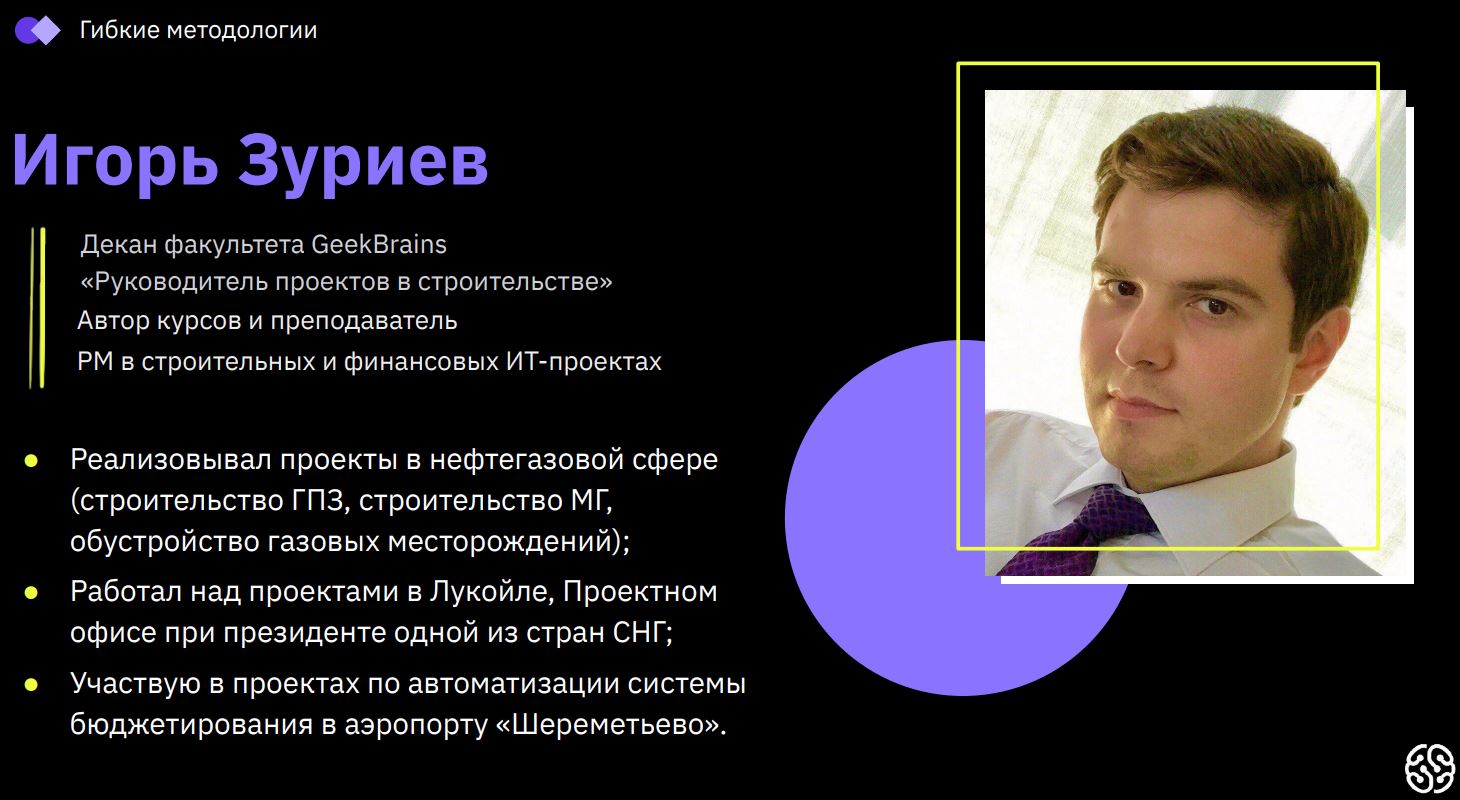 Гибкие методологии
Игорь Зуриев
Декан факультета GeekBrains
«Руководитель проектов в строительстве»
Автор курсов и преподаватель
PM в строительных и финансовых ИТ-проектах
● Реализовывал проекты в нефтегазовой сфере
(строительство ГПЗ, строительство МГ,
обустройство газовых месторождений);
● Работал над проектами в Лукойле, Проектном
офисе при президенте одной из стран СНГ;
● Участвую в проектах по автоматизации системы
бюджетирования в аэропорту «Шереметьево».